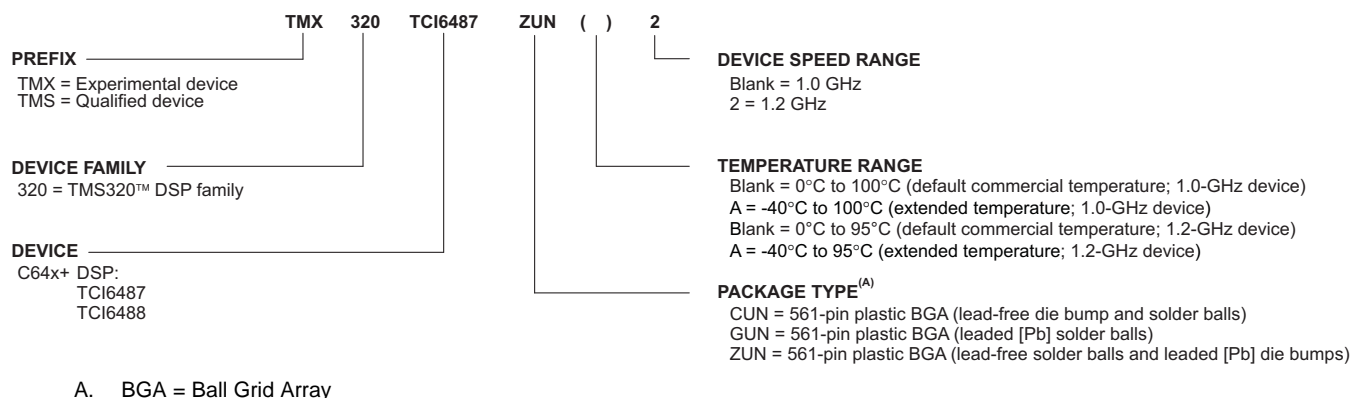 TMX 320 TCI6487 ZUN ( ) 2
PREFIX
TMX = Experimental device
TMS = Qualified device
DEVICE FAMILY
320 = TMS320™ DSP family
DEVICE
C64x+ DSP:
TCI6487
TCI6488
DEVICE SPEED RANGE
Blank = 1.0 GHz
2 = 1.2 GHz
TEMPERATURE RANGE
Blank = 0°C to 100°C (default commercial temperature; 1.0-GHz device)
A = -40°C to 100°C (extended temperature; 1.0-GHz device)
Blank = 0°C to 95°C (default commercial temperature; 1.2-GHz device)
A = -40°C to 95°C (extended temperature; 1.2-GHz device)
PACKAGE TYPE(A)
CUN = 561-pin plastic BGA (lead-free die bump and solder balls)
GUN = 561-pin plastic BGA (leaded [Pb] solder balls)
ZUN = 561-pin plastic BGA (lead-free solder balls and leaded [Pb] die bumps)
A. BGA = Ball Grid Array